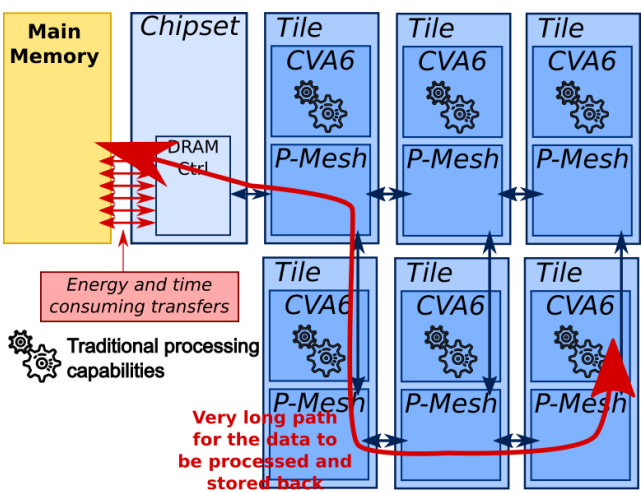 Main
Memory
Chipset
DRAM
Ctrl
Tile
CVA6
P-Mesh
Tile
CVA6
P-Mesh
Tile
CVA6
P-Mesh
Energy and time
consuming transfers
Traditional processing
capabilities
Tile
CVA6
P-Mesh
Tile
CVA6
P-Mesh
Tile
CVA6
P-Mesh
Very long path
for the data to
be processed and
stored back